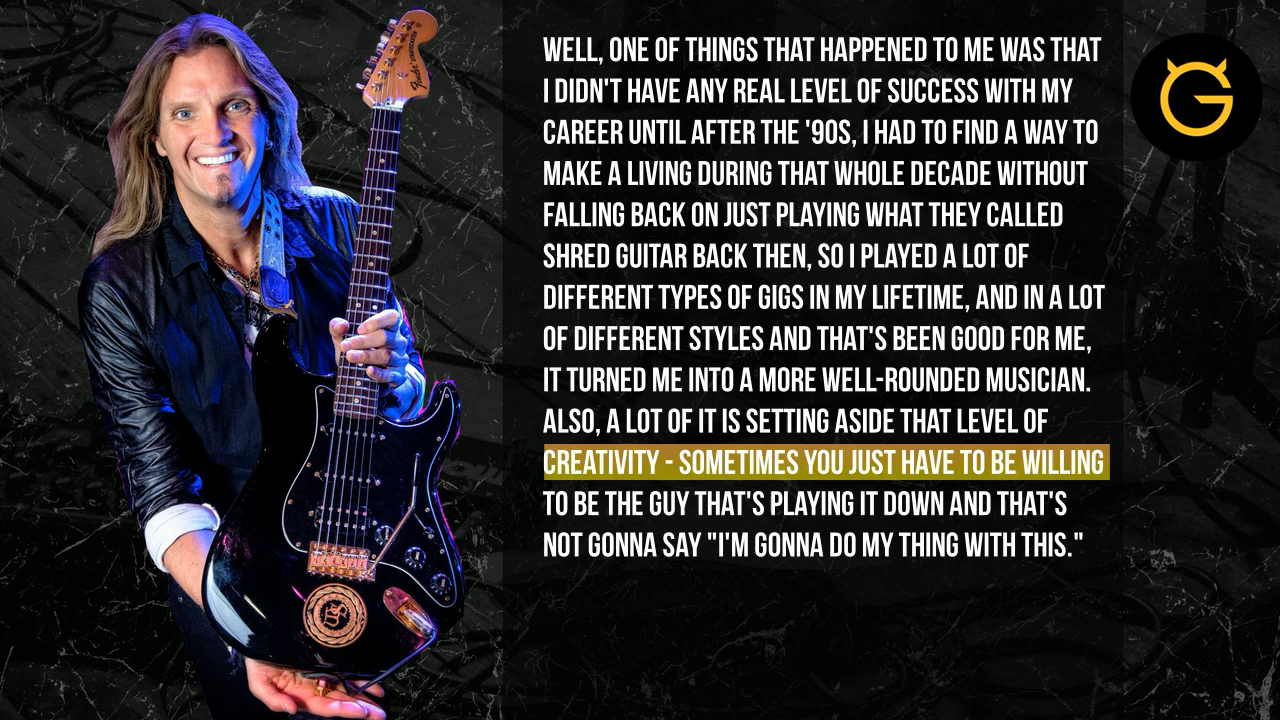 WELL, ONE OF THINGS THAT HAPPENED TO ME WAS THAT
I DIDN'T HAVE ANY REAL LEVEL OF SUCCESS WITH MY
CAREER UNTIL AFTER THE '90S, I HAD TO FIND A WAY TO
MAKE A LIVING DURING THAT WHOLE DECADE WITHOUT
FALLING BACK ON JUST PLAYING WHAT THEY CALLED
SHRED GUITAR BACK THEN, SO I PLAYED A LOT OF
DIFFERENT TYPES OF GIGS IN MY LIFETIME, AND IN A LOT
OF DIFFERENT STYLES AND THAT'S BEEN GOOD FOR ME,
IT TURNED ME INTO A MORE WELL-ROUNDED MUSICIAN.
ALSO, A LOT OF IT IS SETTING ASIDE THAT LEVEL OF
CREATIVITY - SOMETIMES YOU JUST HAVE TO BE WILLING
TO BE THE GUY THAT'S PLAYING IT DOWN AND THAT'S
NOT GONNA SAY "I'M GONNA DO MY THING WITH THIS."
G
Fender STRATOCASTER